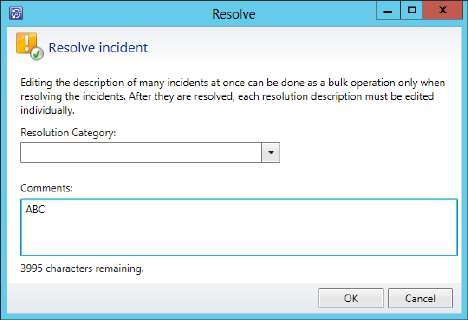 Resolve
Resolve incident
Editing the description of many incidents at once can be done as a bulk operation only when
resolving the incidents. After they are resolved, each resolution description must be edited
individually.
Resolution Category:
Comments:
ABC
3995 characters remaining.
OK Cancel